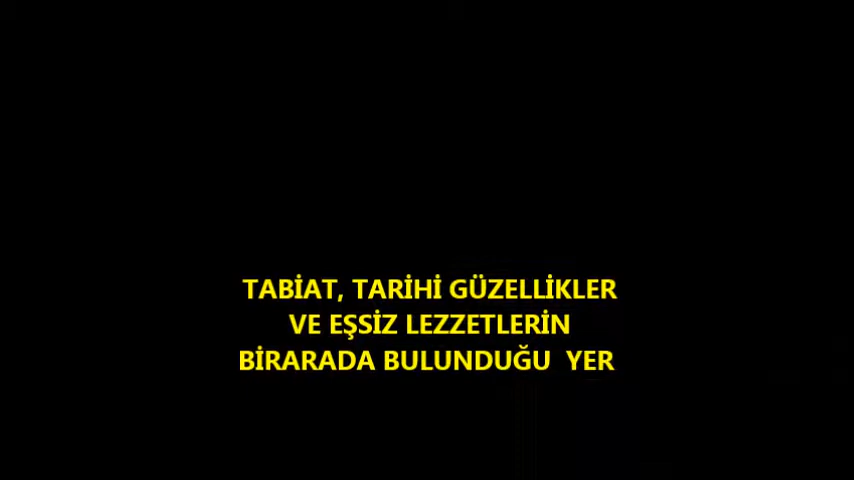 TABİAT, TARİHİ GÜZELLİKLER
VE EŞSİZ LEZZETLERİN
BİRARADA BULUNDUĞU  YER